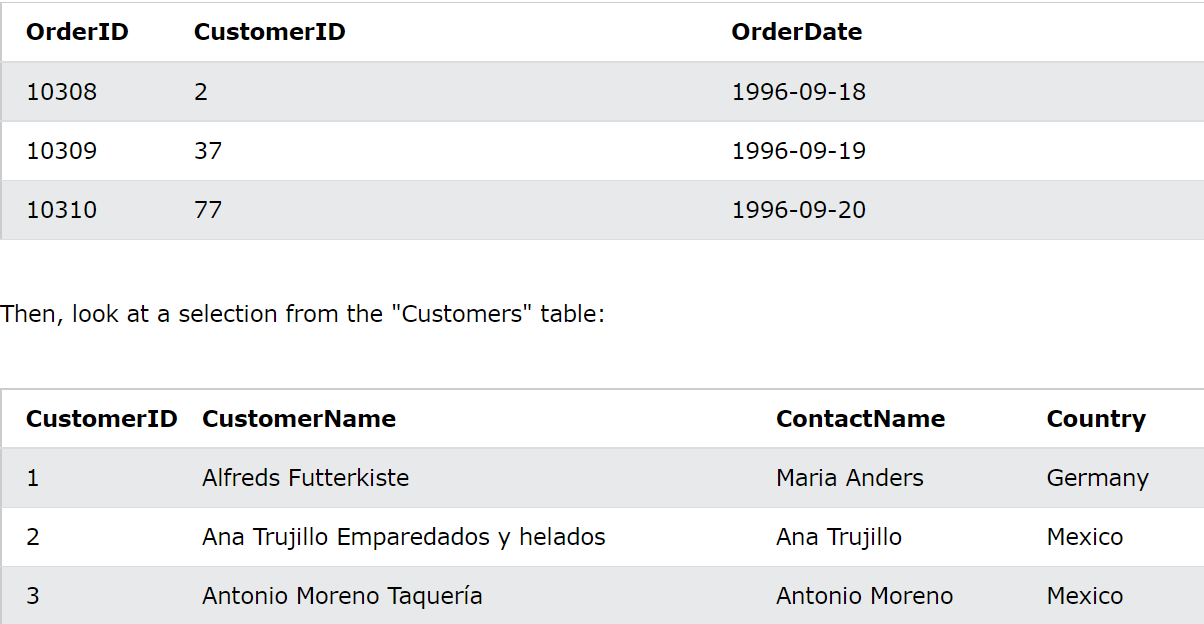 OrderID CustomerID OrderDate
10308 2 1996-09-18
10309 37 1996-09-19
10310 77 1996-09-20
Then, look at a selection from the "Customers" table:
CustomerID CustomerName ContactName Country
1 Alfreds Futterkiste Maria Anders Germany
2 Ana Trujillo Emparedados y helados Ana Trujillo Mexico
3 Antonio Moreno Taquería Antonio Moreno Mexico